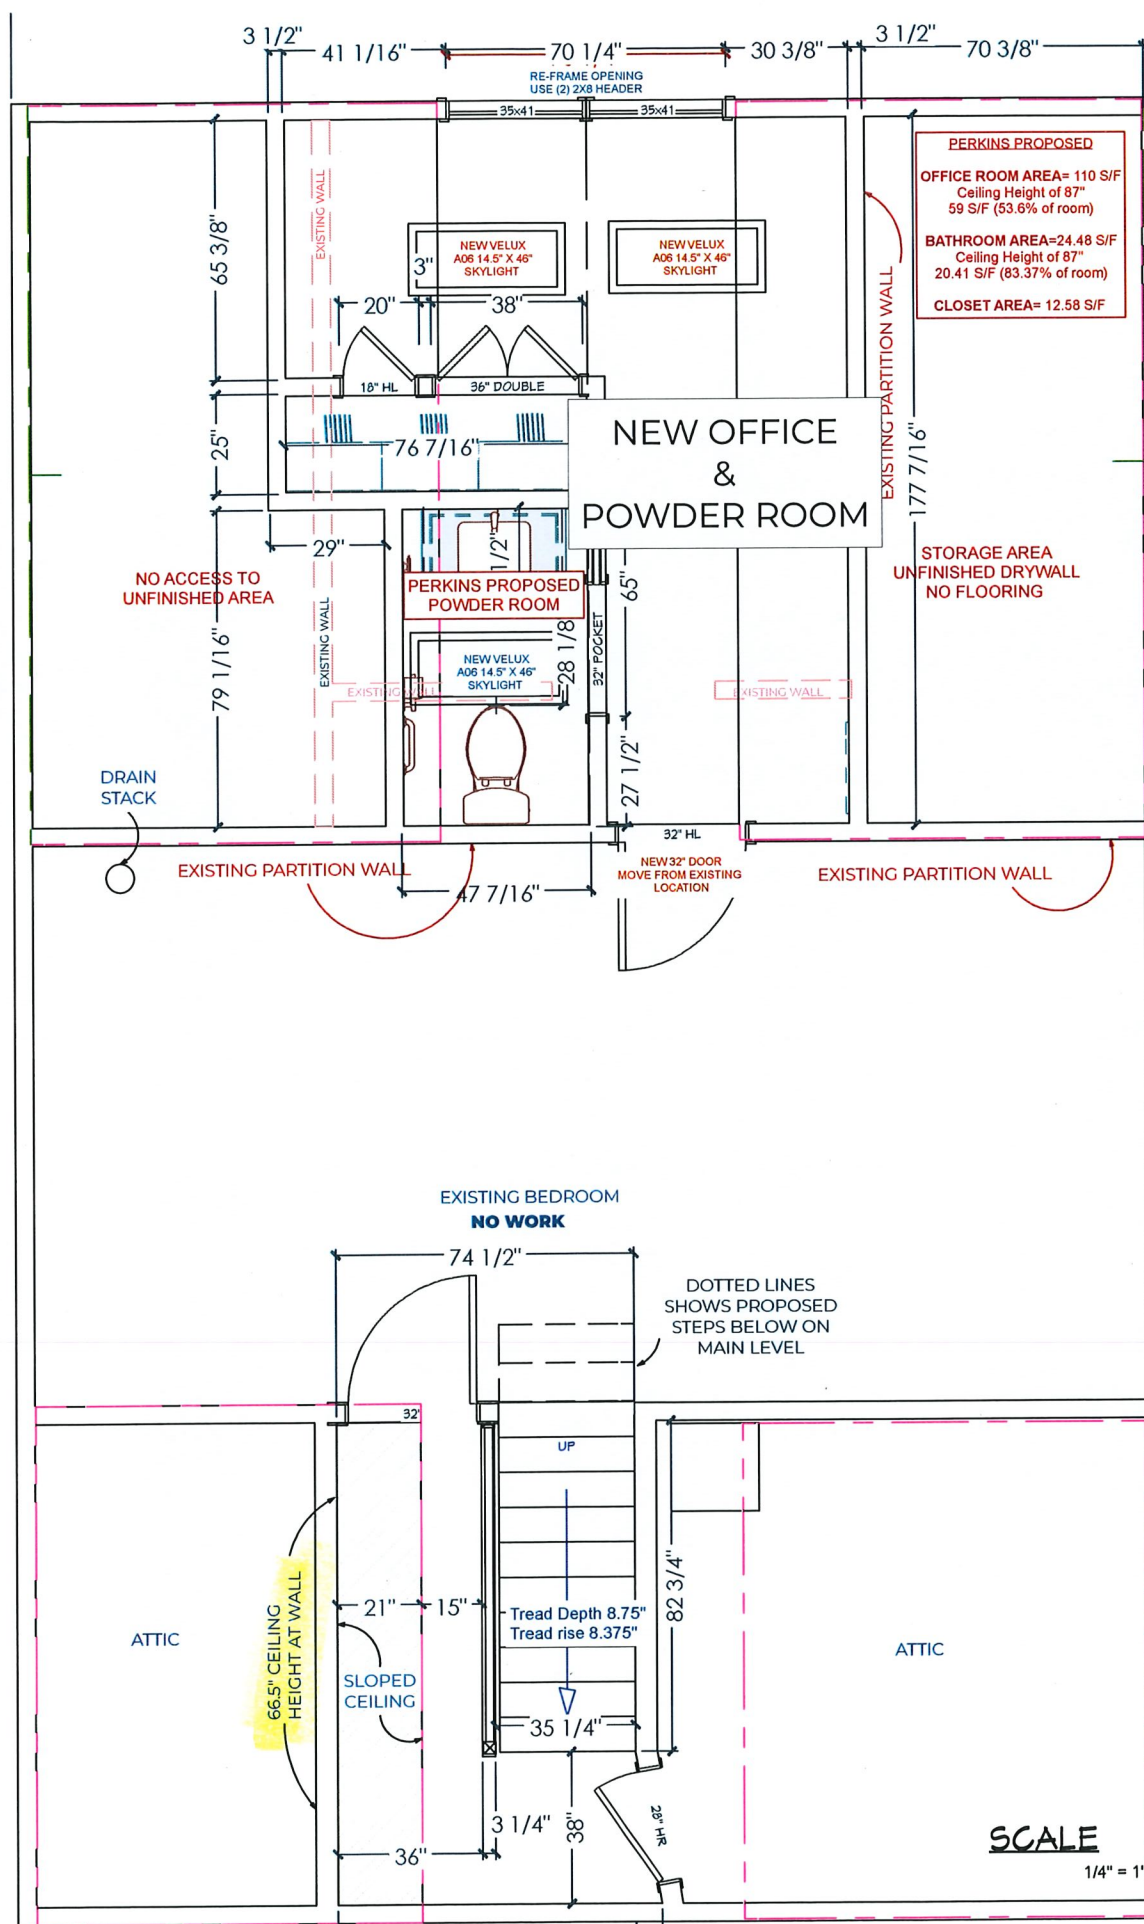 3 1/2"
41 1/16"
70 1/4"
30 3/8"
3 1/2"
70 3/8"
RE-FRAME OPENING
USE (2) 2X8 HEADER
35x41
35x41
PERKINS PROPOSED
OFFICE ROOM AREA= 110 S/F
Ceiling Height of 87"
59 S/F (53.6% of room)
BATHROOM AREA=24.48 S/F
Ceiling Height of 87"
20.41 S/F (83.37% of room)
CLOSET AREA= 12.58 S/F
EXISTING WALL
65 3/8"
NEW VELUX
A06 14.5" X 46"
SKYLIGHT
NEW VELUX
A06 14.5" X 46"
SKYLIGHT
3"
20"
38"
EXISTING PARTITION WALL
18" HL
36" DOUBLE
25"
76 7/16"
NEW OFFICE
&
POWDER ROOM
177 7/16"
29"
1/2"
NO ACCESS TO
UNFINISHED AREA
PERKINS PROPOSED
POWDER ROOM
65"
STORAGE AREA
UNFINISHED DRYWALL
NO FLOORING
79 1/16"
EXISTING WALL
28 1/8
32" POCKET
NEW VELUX
A06 14.5" X 46"
SKYLIGHT
EXISTING WALL
EXISTING WALL
27 1/2"
DRAIN
STACK
32" HL
EXISTING PARTITION WALL
NEW 32" DOOR
MOVE FROM EXISTING
LOCATION
EXISTING PARTITION WALL
47 7/16"
EXISTING BEDROOM
NO WORK
74 1/2"
DOTTED LINES
SHOWS PROPOSED
STEPS BELOW ON
MAIN LEVEL
32"
UP
66.5" CEILING
HEIGHT AT WALL
21"
15"
Tread Depth 8.75"
Tread rise 8.375"
82 3/4"
ATTIC
SLOPED
CEILING
ATTIC
35 1/4"
3 1/4"
38"
28" HR
36"
SCALE
1/4" = 1'